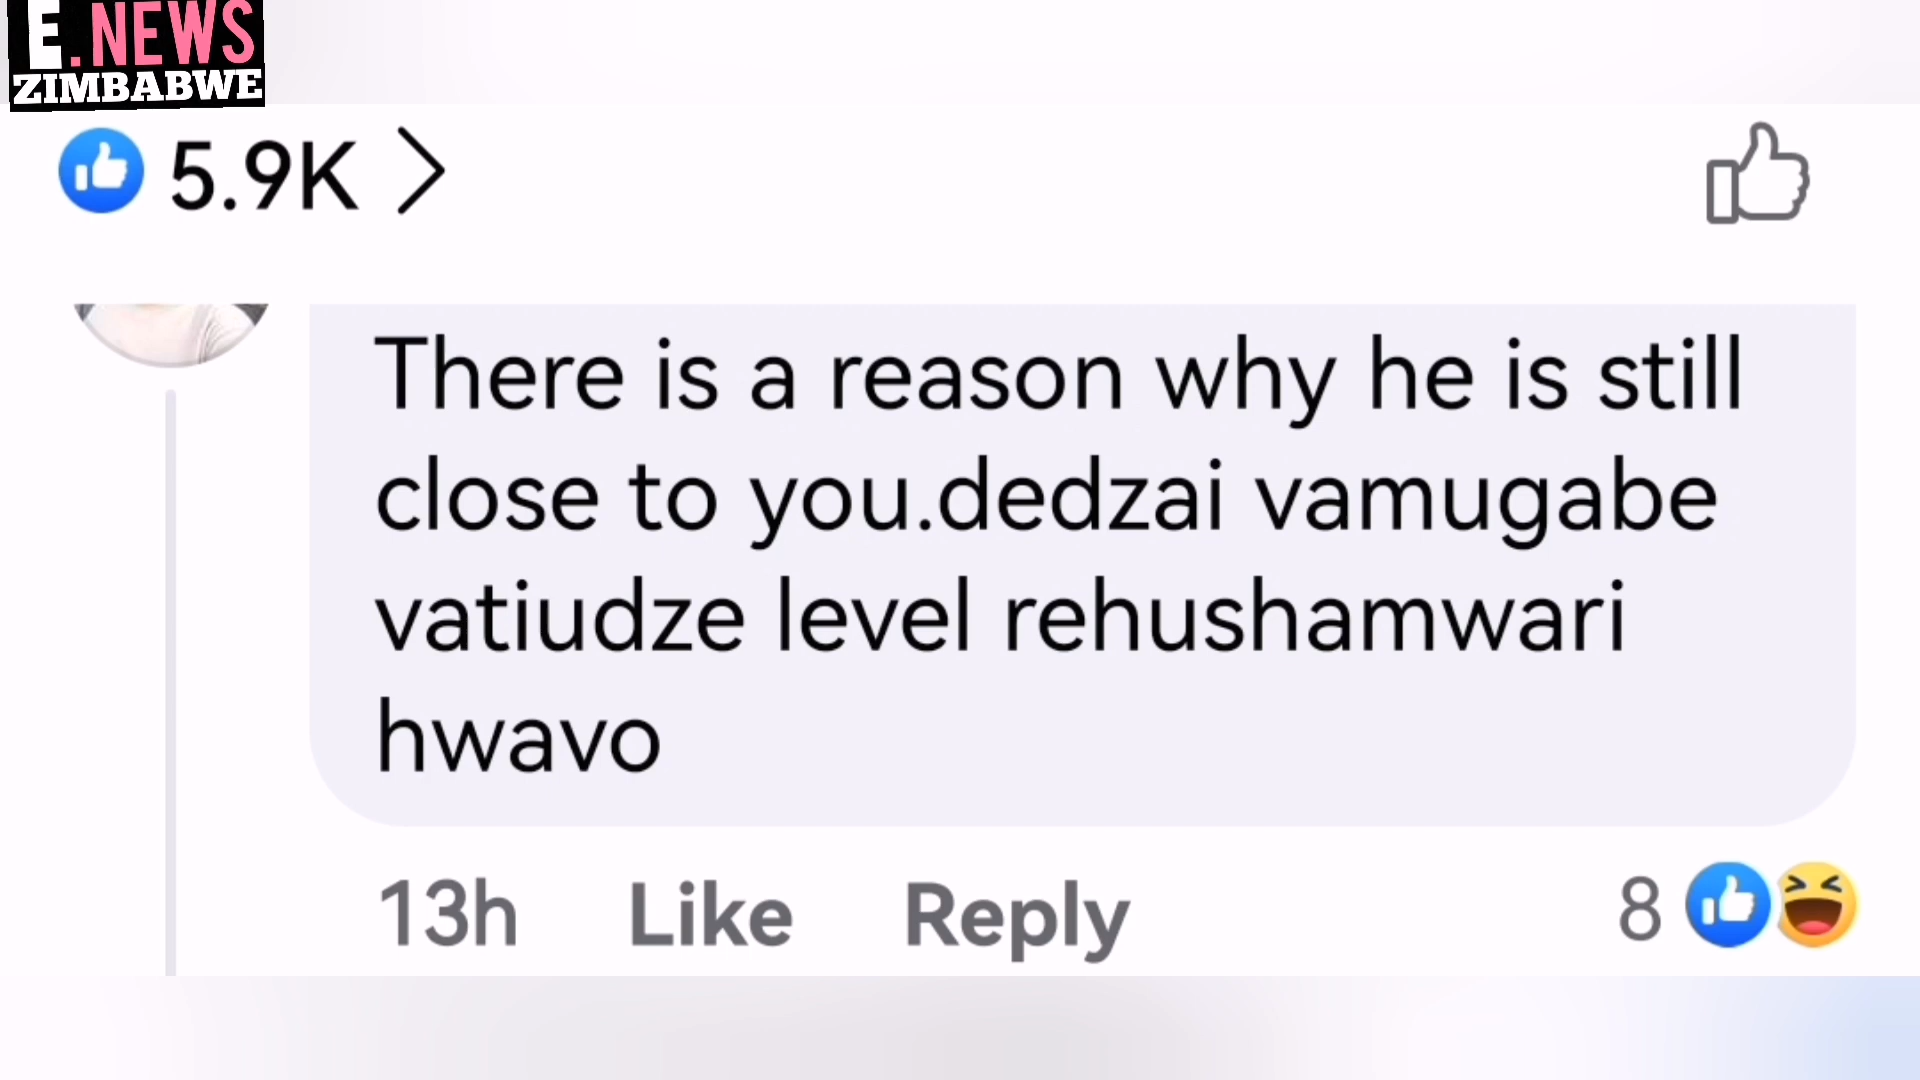 E.NEWS
ZIMBABWE
5.9K
There is a reason why he is still
close to you.dedzai vamugabe
vatiudze level rehushamwari
hwavo
13h Like Reply 8